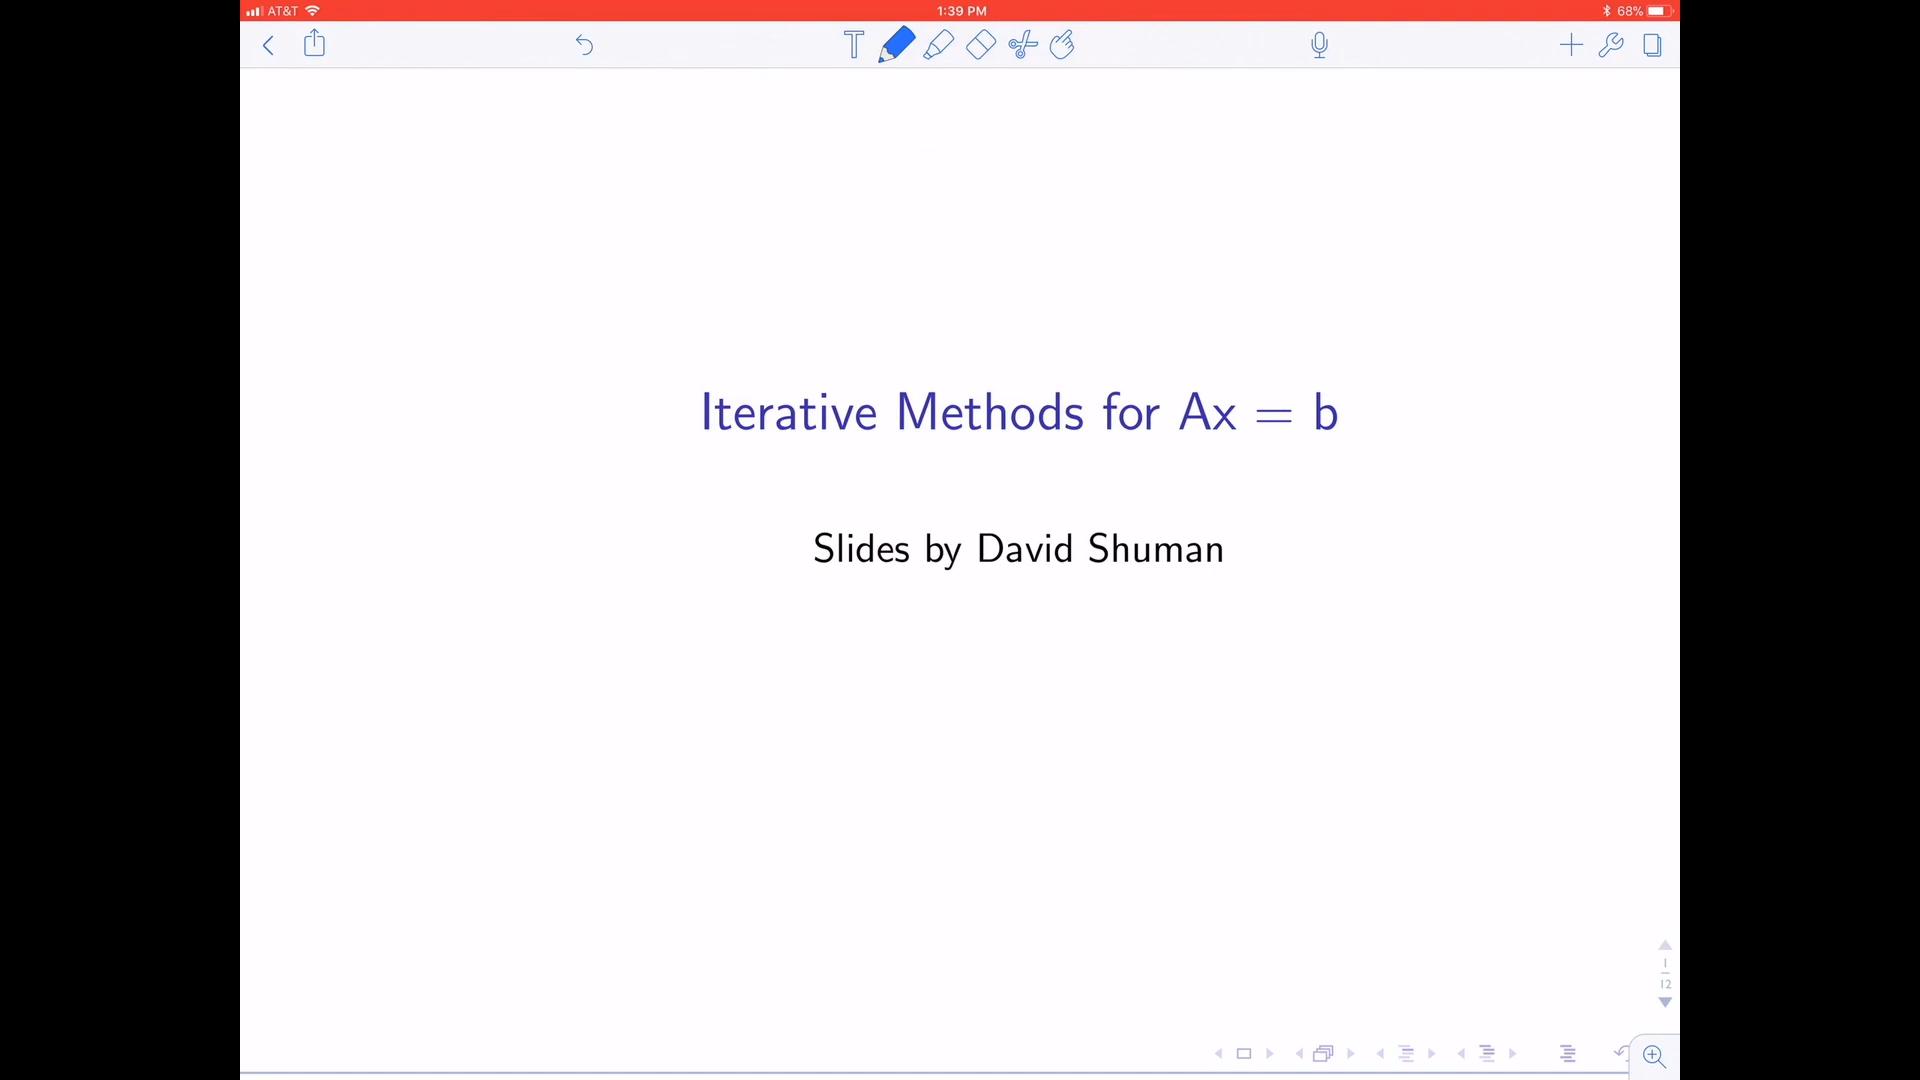 AT&T
1:39 PM
68%
T
Iterative Methods for Ax = b
Slides by David Shuman
1
12